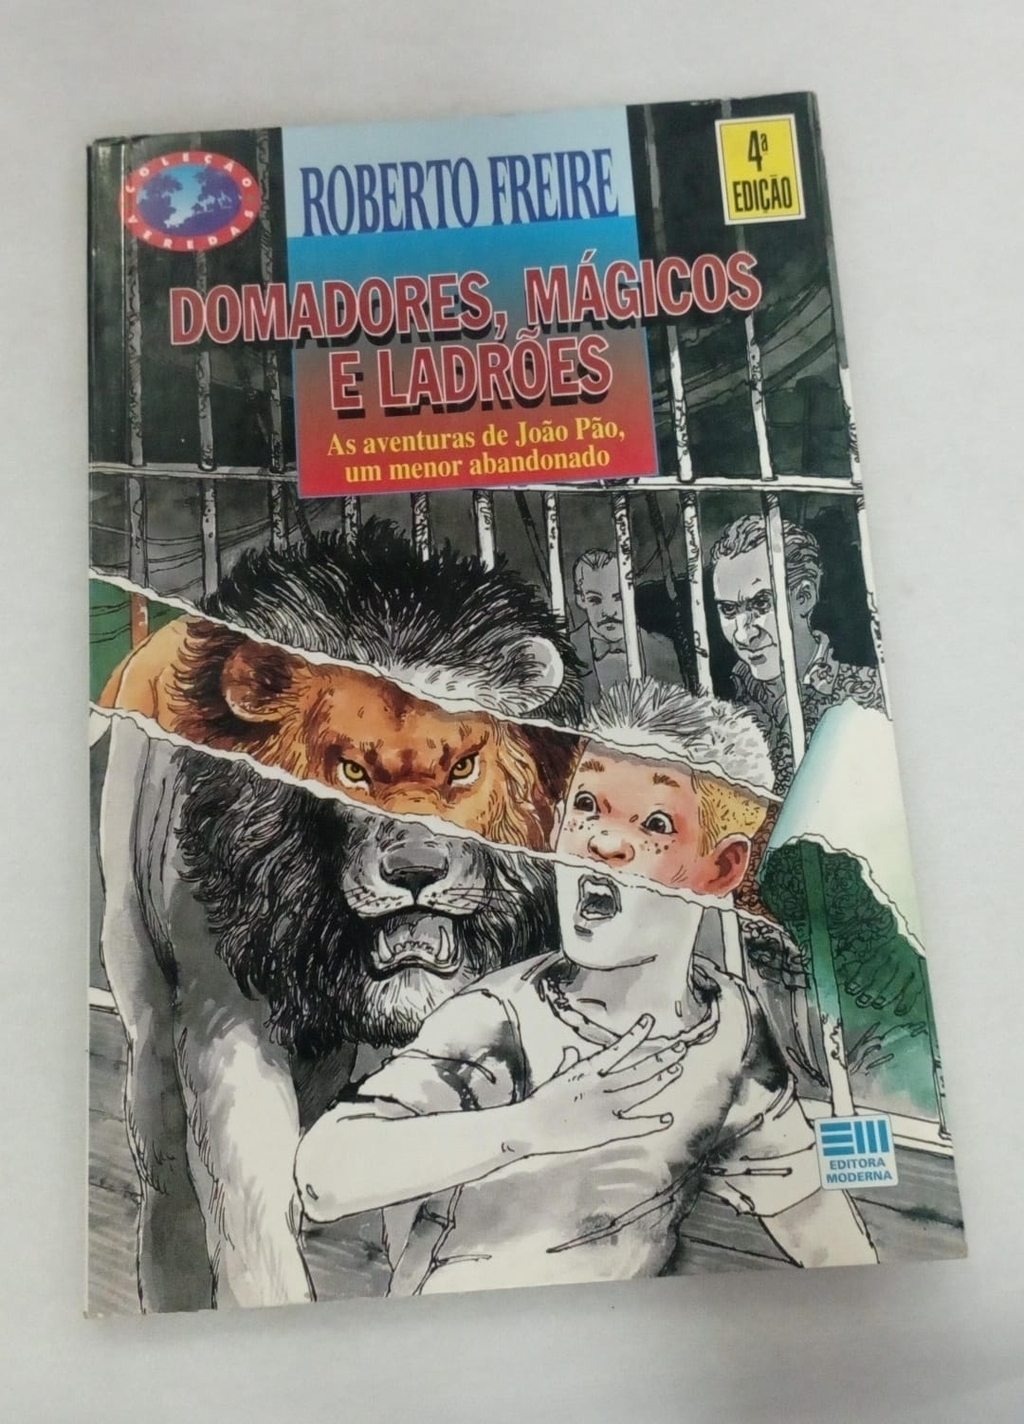 COLEÇÃO
VEREDAS
ROBERTO FREIRE
4ª
EDIÇÃO
DOMADORES, MÁGICOS
E LADRÕES
As aventuras de João Pão,
um menor abandonado
EDITORA
MODERNA